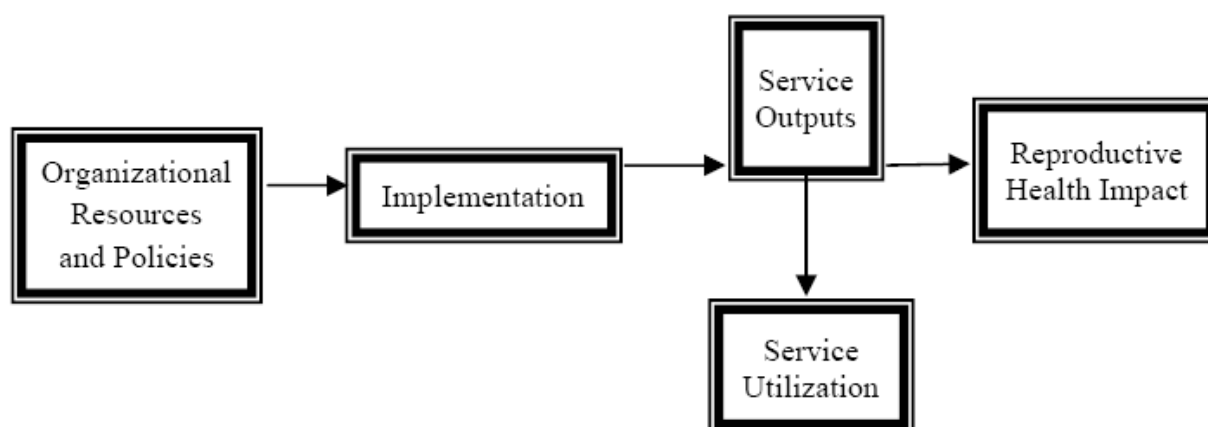 Organizational
Resources
and Policies
Implementation
Service
Outputs
Reproductive
Health Impact
Service
Utilization